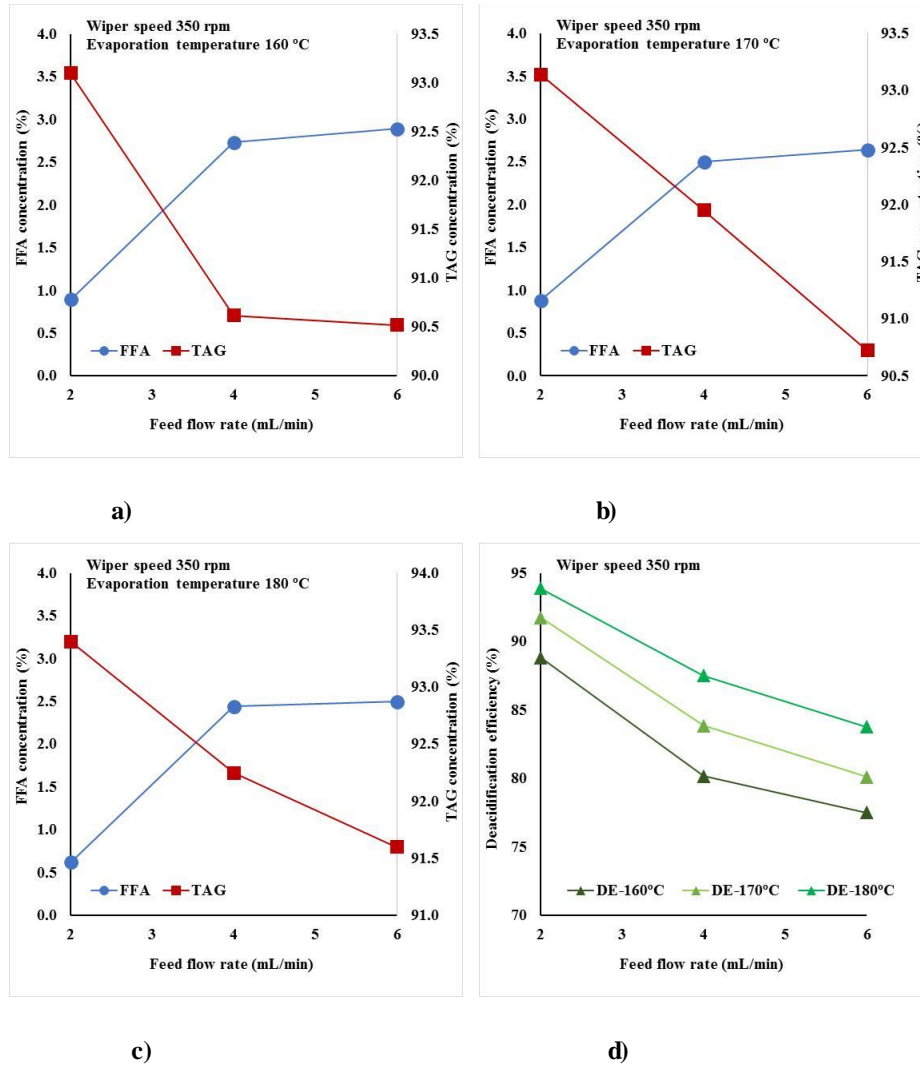 Wiper speed 350 rpm
Evaporation temperature 160 °C
FFA concentration (%)
4.0
3.5
3.0
2.5
2.0
1.5
1.0
0.5
0.0
93.5
93.0
92.5
92.0
91.5
91.0
90.5
90.0
TAG concentration (%)
FFA TAG
2 3 4 5 6
Feed flow rate (mL/min)
a)
Wiper speed 350 rpm
Evaporation temperature 170 °C
FFA concentration (%)
4.0
3.5
3.0
2.5
2.0
1.5
1.0
0.5
0.0
93.5
93.0
92.5
92.0
91.5
91.0
90.5
TAG concentration (%)
FFA TAG
2 3 4 5 6
Feed flow rate (mL/min)
b)
Wiper speed 350 rpm
Evaporation temperature 180 °C
FFA concentration (%)
4.0
3.5
3.0
2.5
2.0
1.5
1.0
0.5
0.0
94.0
93.5
93.0
92.5
92.0
91.5
91.0
TAG concentration (%)
FFA TAG
2 3 4 5 6
Feed flow rate (mL/min)
c)
Wiper speed 350 rpm
Deacidification efficiency (%)
95
90
85
80
75
70
DE-160°C DE-170°C DE-180°C
2 3 4 5 6
Feed flow rate (mL/min)
d)